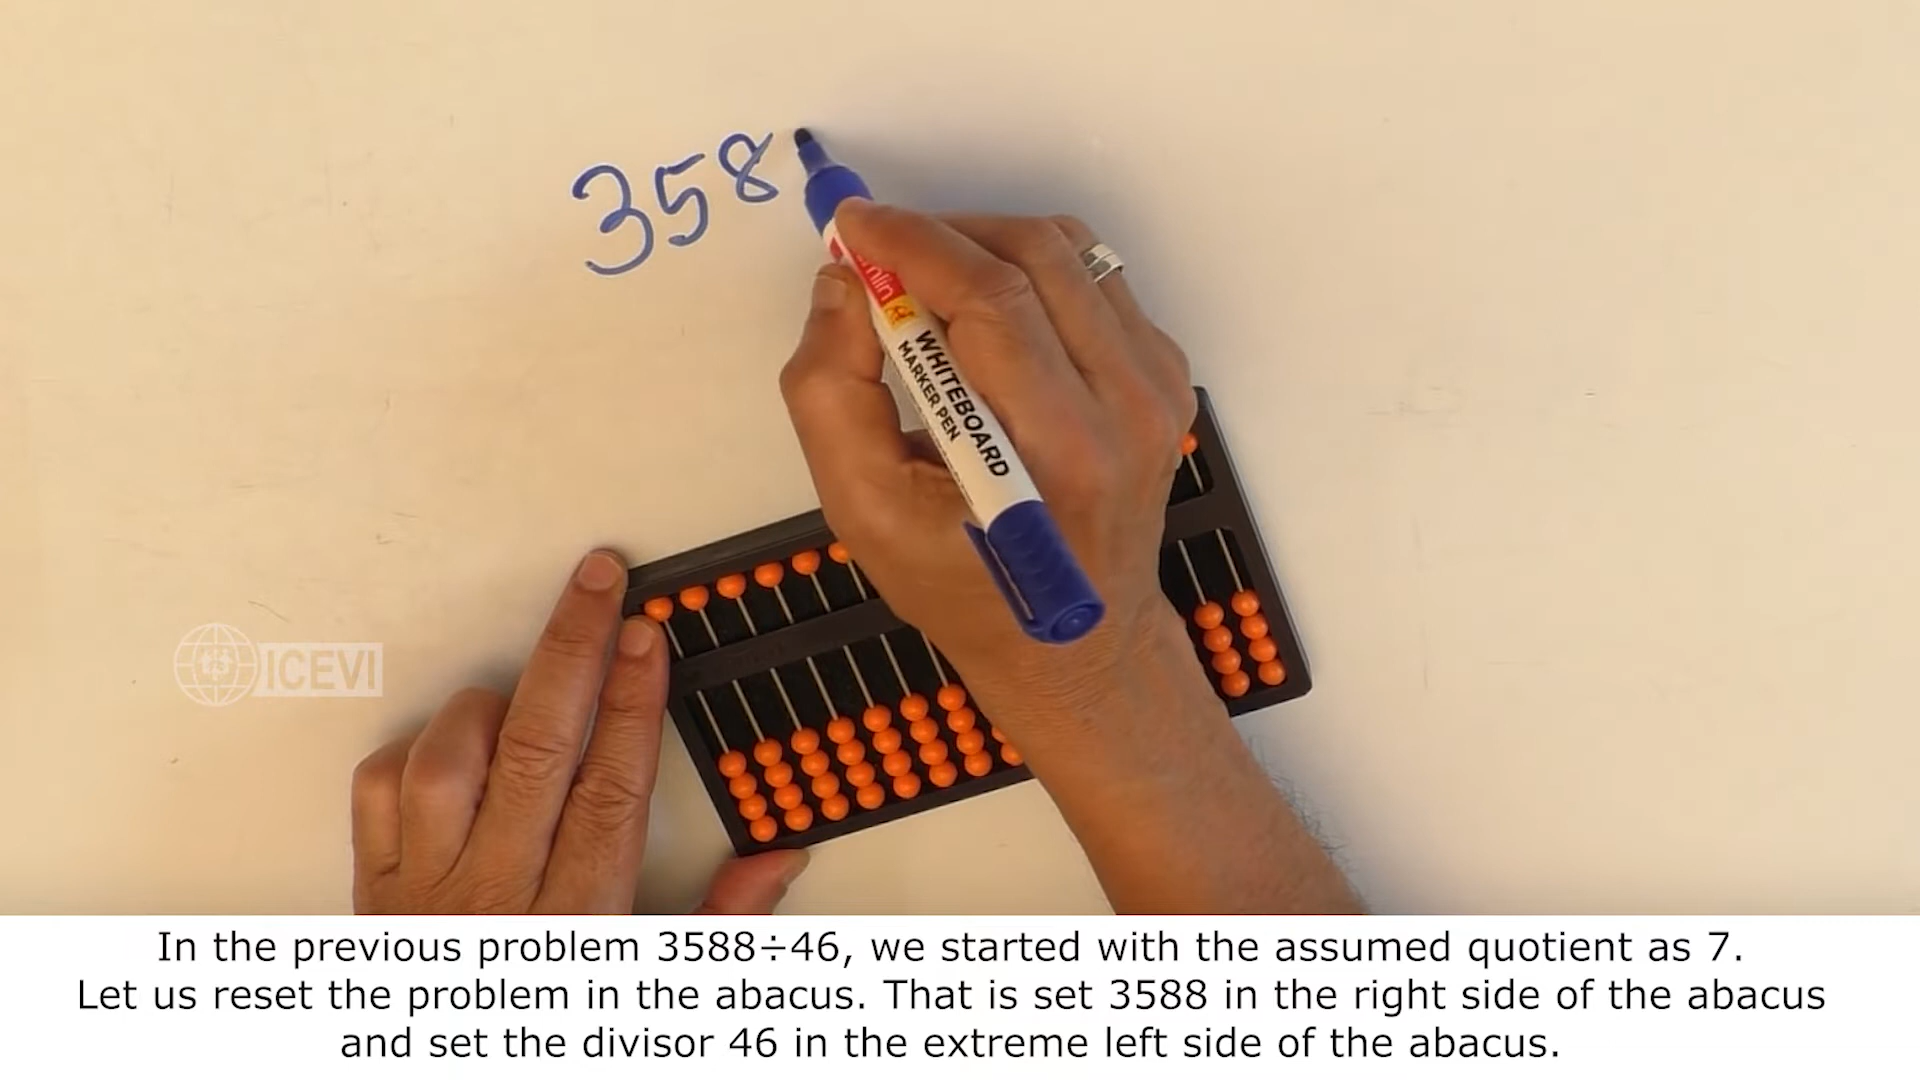 358
WHITEBOARD
MARKER PEN
ICEVI
In the previous problem 3588÷46, we started with the assumed quotient as 7.
Let us reset the problem in the abacus. That is set 3588 in the right side of the abacus
and set the divisor 46 in the extreme left side of the abacus.